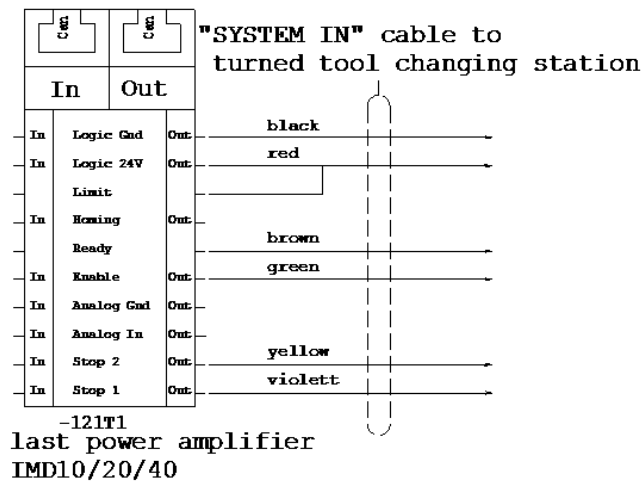 Can Can
"SYSTEM IN" cable to
turned tool changing station
In Out
In Logic Gnd Out black
In Logic 24V Out red
Limit
In Homing Out
Ready brown
In Enable Out green
In Analog Gnd Out
In Analog In Out
In Stop 2 Out yellow
In Stop 1 Out violett
-121T1
last power amplifier
IMD10/20/40